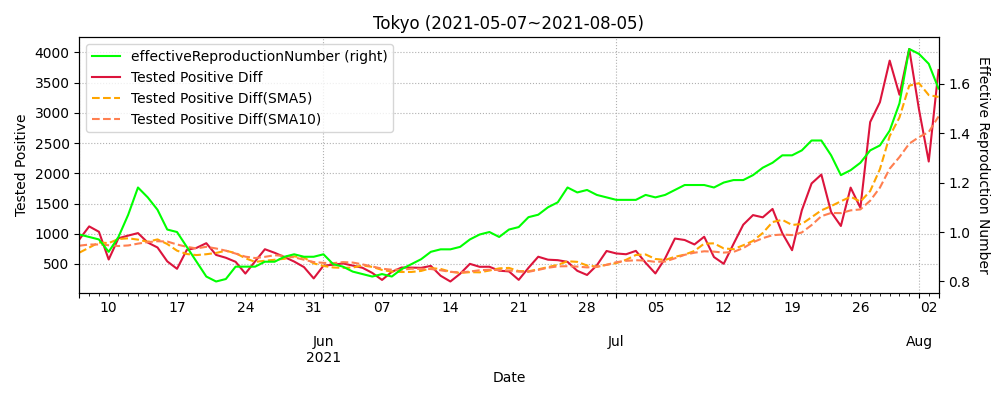 Tokyo (2021-05-07~2021-08-05)
effectiveReproductionNumber (right)
Tested Positive Diff
Tested Positive Diff(SMA5)
Tested Positive Diff(SMA10)
Tested Positive
4000
3500
3000
2500
2000
1500
1000
500
Effective Reproduction Number
1.6
1.4
1.2
1.0
0.8
10 17 24 31 07 14 21 28 05 12 19 26 02
Jun Jul Aug
2021
Date